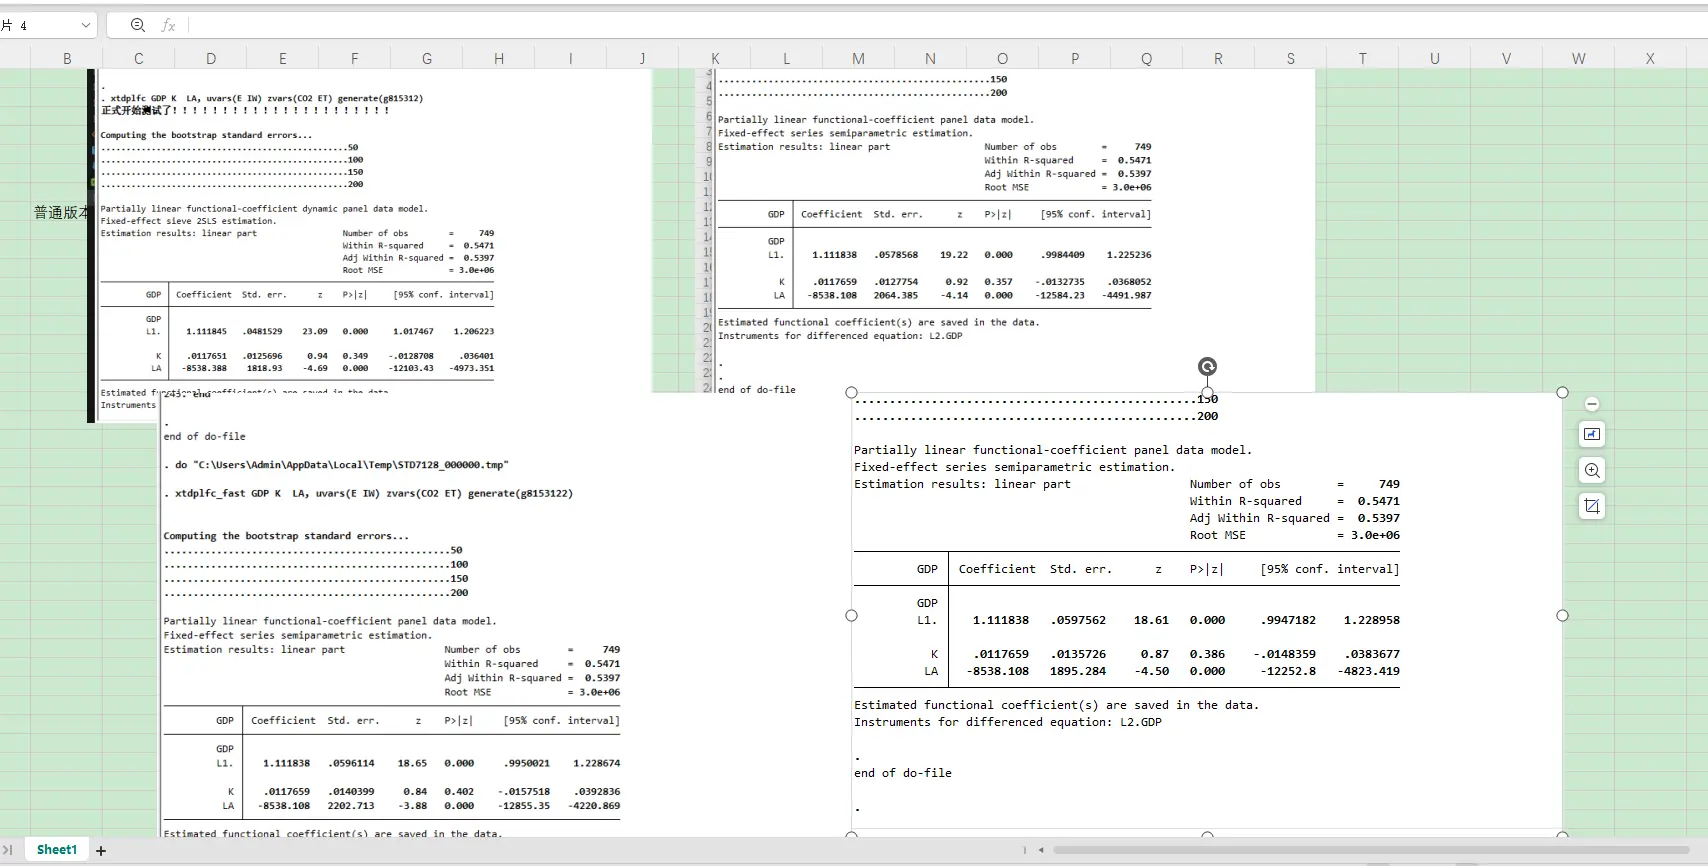 片 4
fx
B C D E F G H I J K L M N O P Q R S T U V W X
普通版本
.
. xtdplfc GDP K  LA, uvars(E IW) zvars(CO2 ET) generate(g815312)
正式开始测试了！！！！！！！！！！！！！！！！！！！！！！
Computing the bootstrap standard errors...
..................................................50
..................................................100
..................................................150
..................................................200
Partially linear functional-coefficient dynamic panel data model.
Fixed-effect sieve 2SLS estimation.
Estimation results: linear part Number of obs = 749
Within R-squared = 0.5471
Adj Within R-squared = 0.5397
Root MSE = 3.0e+06
GDP Coefficient Std. err. z P>|z| [95% conf. interval]
GDP
L1. 1.111845 .0481529 23.09 0.000 1.017467 1.206223
K .0117651 .0125696 0.94 0.349 -.0128708 .036401
LA -8538.388 1818.93 -4.69 0.000 -12103.43 -4973.351
Estimated functional coefficient(s) are saved in the data
Instruments
..................................................150
..................................................200
Partially linear functional-coefficient panel data model.
Fixed-effect series semiparametric estimation.
Estimation results: linear part Number of obs = 749
Within R-squared = 0.5471
Adj Within R-squared = 0.5397
Root MSE = 3.0e+06
GDP Coefficient Std. err. z P>|z| [95% conf. interval]
GDP
L1. 1.111838 .0578568 19.22 0.000 .9984409 1.225236
K .0117659 .0127754 0.92 0.357 -.0132735 .0368052
LA -8538.108 2064.385 -4.14 0.000 -12584.23 -4491.987
Estimated functional coefficient(s) are saved in the data.
Instruments for differenced equation: L2.GDP
.
.
end of do-file
245. end
.
end of do-file
. do "C:\Users\Admin\AppData\Local\Temp\STD7128_000000.tmp"
. xtdplfc_fast GDP K  LA, uvars(E IW) zvars(CO2 ET) generate(g8153122)
Computing the bootstrap standard errors...
..................................................50
..................................................100
..................................................150
..................................................200
Partially linear functional-coefficient panel data model.
Fixed-effect series semiparametric estimation.
Estimation results: linear part Number of obs = 749
Within R-squared = 0.5471
Adj Within R-squared = 0.5397
Root MSE = 3.0e+06
GDP Coefficient Std. err. z P>|z| [95% conf. interval]
GDP
L1. 1.111838 .0596114 18.65 0.000 .9950021 1.228674
K .0117659 .0140399 0.84 0.402 -.0157518 .0392836
LA -8538.108 2202.713 -3.88 0.000 -12855.35 -4220.869
Estimated functional coefficient(s) are saved in the data.
..................................................150
..................................................200
Partially linear functional-coefficient panel data model.
Fixed-effect series semiparametric estimation.
Estimation results: linear part Number of obs = 749
Within R-squared = 0.5471
Adj Within R-squared = 0.5397
Root MSE = 3.0e+06
GDP Coefficient Std. err. z P>|z| [95% conf. interval]
GDP
L1. 1.111838 .0597562 18.61 0.000 .9947182 1.228958
K .0117659 .0135726 0.87 0.386 -.0148359 .0383677
LA -8538.108 1895.284 -4.50 0.000 -12252.8 -4823.419
Estimated functional coefficient(s) are saved in the data.
Instruments for differenced equation: L2.GDP
.
end of do-file
.
Sheet1 +